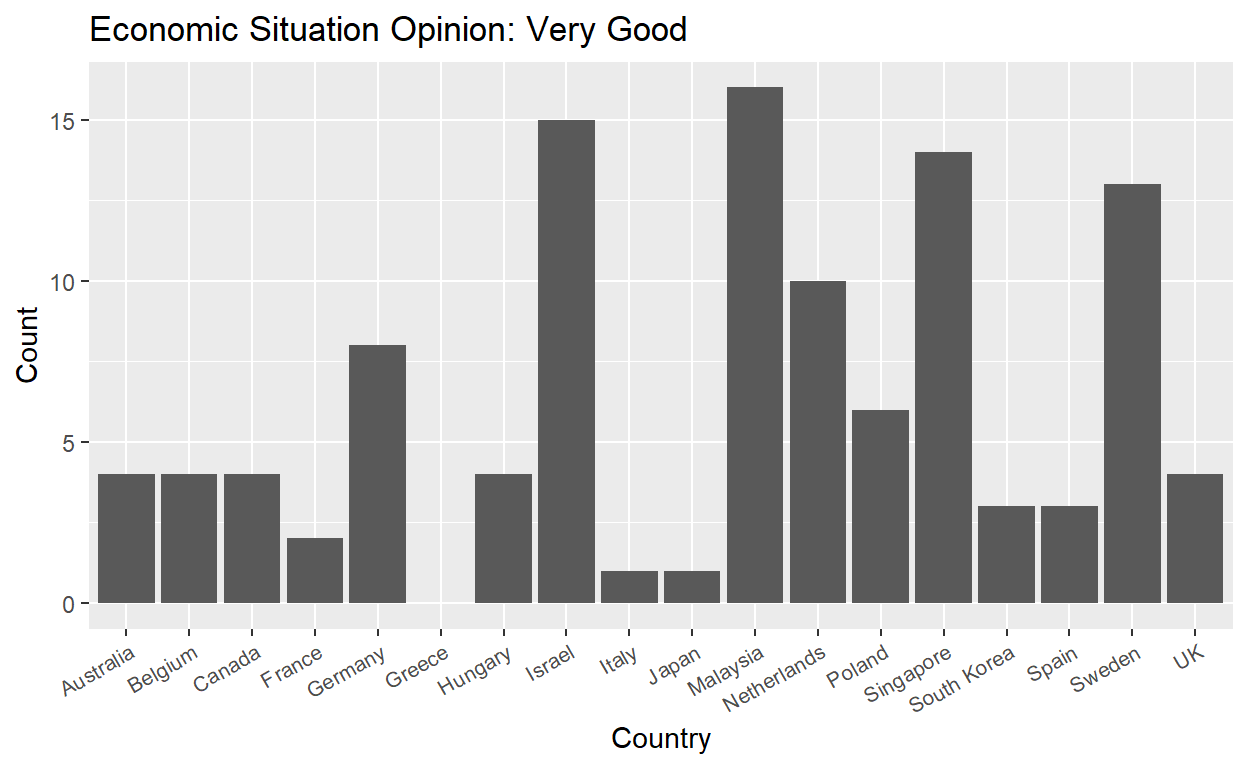 Economic Situation Opinion: Very Good
Count
15
10
5
0
Australia
Belgium
Canada
France
Germany
Greece
Hungary
Israel
Italy
Japan
Malaysia
Netherlands
Poland
Singapore
South Korea
Spain
Sweden
UK
Country